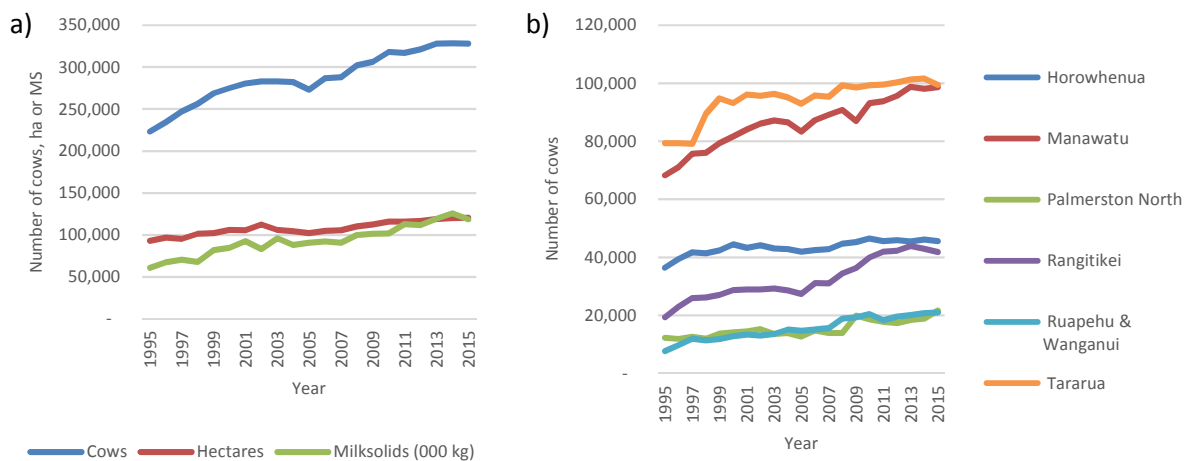 a)
Number of cows, ha or MS
350,000
300,000
250,000
200,000
150,000
100,000
50,000
-
1995
1997
1999
2001
2003
2005
2007
2009
2011
2013
2015
Year
Cows
Hectares
Milksolids (000 kg)
b)
Number of cows
120,000
100,000
80,000
60,000
40,000
20,000
-
1995
1997
1999
2001
2003
2005
2007
2009
2011
2013
2015
Year
Horowhenua
Manawatu
Palmerston North
Rangitikei
Ruapehu &
Wanganui
Tararua